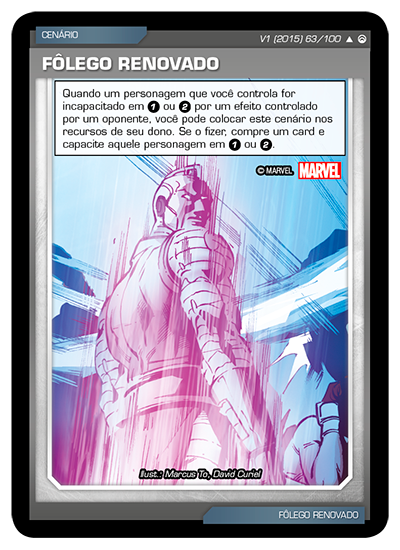 CENÁRIO
V1 (2015) 63/100
FÔLEGO RENOVADO
Quando um personagem que você controla for
incapacitado em 1 ou 2 por um efeito controlado
por um oponente, você pode colocar este cenário nos
recursos de seu dono. Se o fizer, compre um card e
capacite aquele personagem em 1 ou 2.
© MARVEL MARVEL
Illust.: Marcus To, David Curiel
FÔLEGO RENOVADO